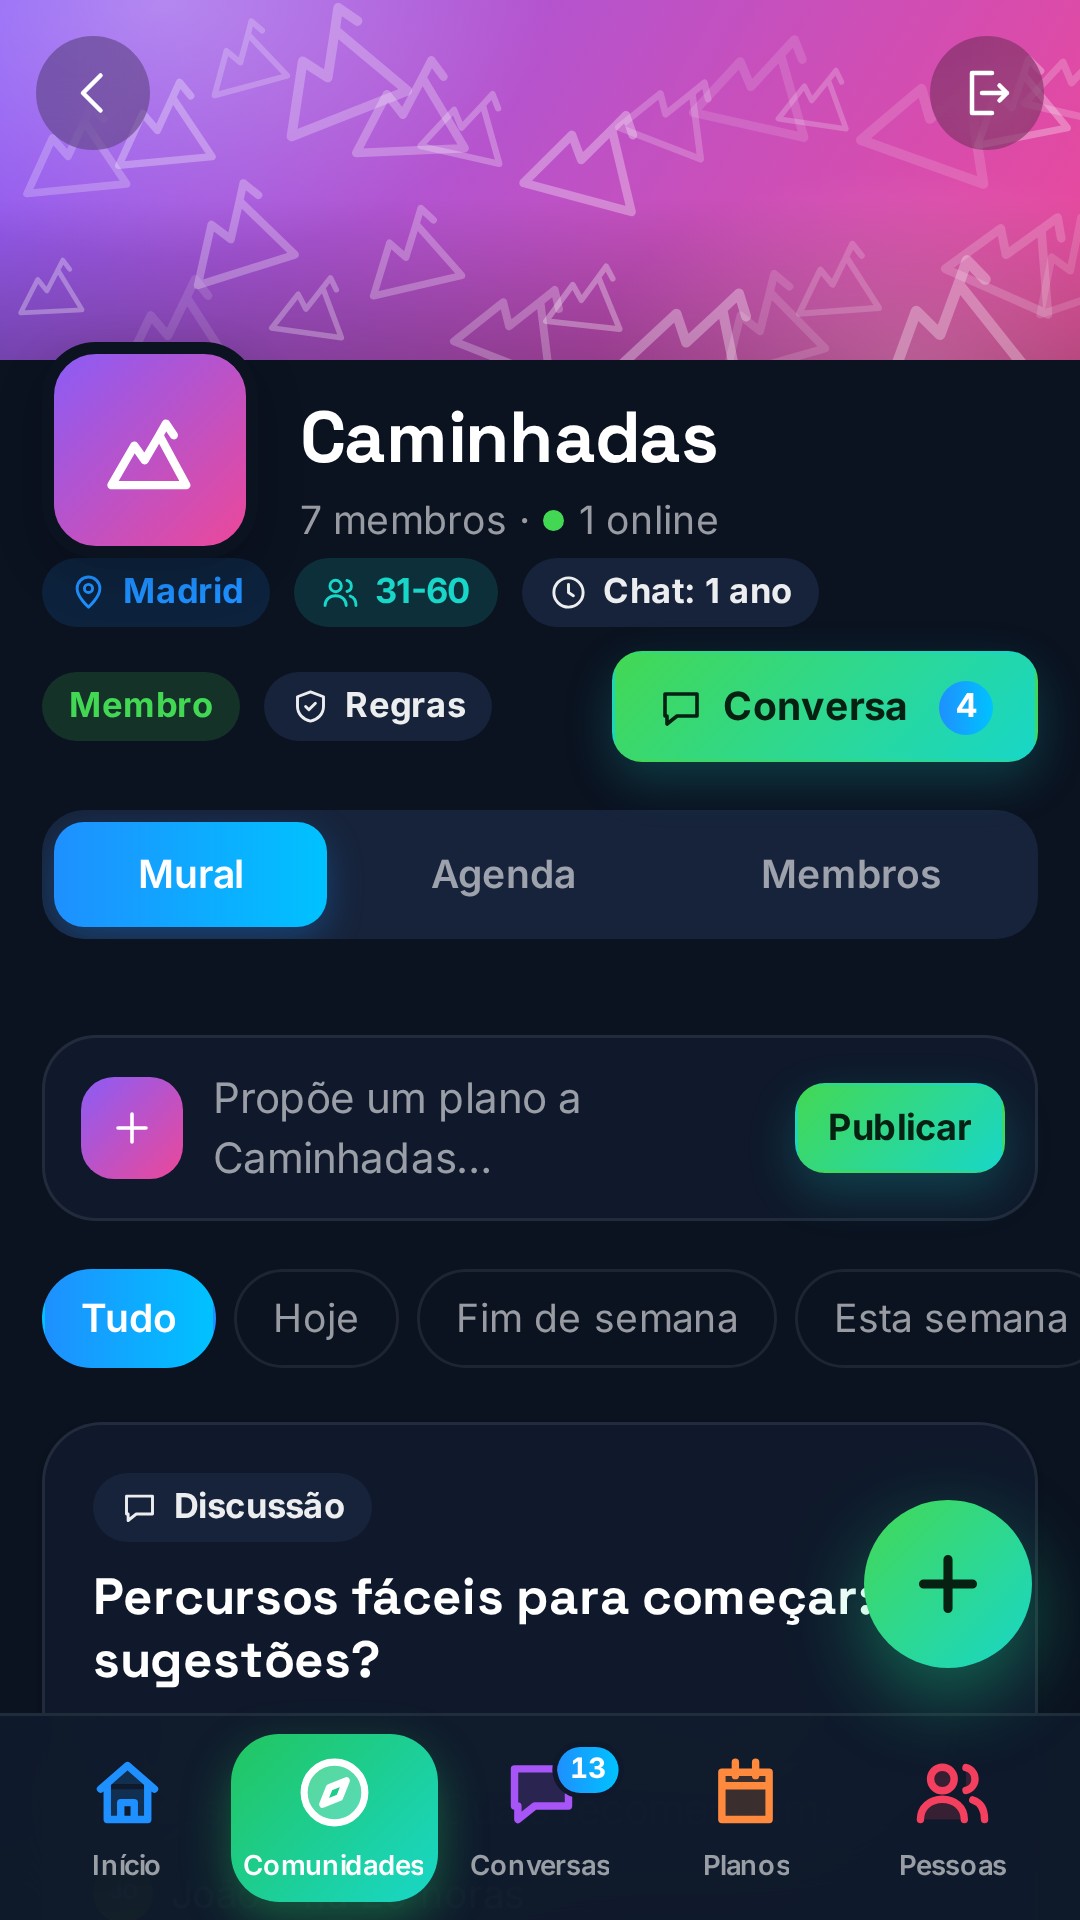 Caminhadas
7 membros · 1 online
Madrid
31-60
Chat: 1 ano
Membro
Regras
Conversa 4
Mural
Agenda
Membros
Propõe um plano a
Caminhadas...
Publicar
Tudo
Hoje
Fim de semana
Esta semana
Discussão
Percursos fáceis para começar:
sugestões?
13
Início
Comunidades
Conversas
Planos
Pessoas